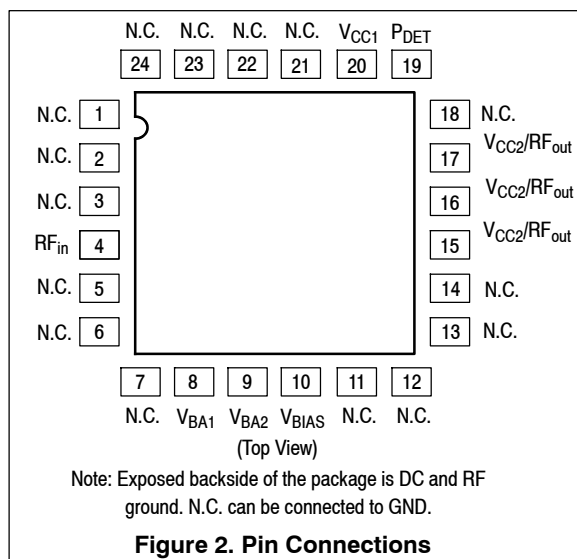 N.C. N.C. N.C. N.C. VCC1 PDET
24 23 22 21 20 19
N.C. 1 18 N.C.
N.C. 2 17 VCC2/RFout
N.C. 3 16 VCC2/RFout
RFin 4 15 VCC2/RFout
N.C. 5 14 N.C.
N.C. 6 13 N.C.
7 8 9 10 11 12
N.C. VBA1 VBA2 VBIAS N.C. N.C.
(Top View)
Note: Exposed backside of the package is DC and RF
ground. N.C. can be connected to GND.
Figure 2. Pin Connections